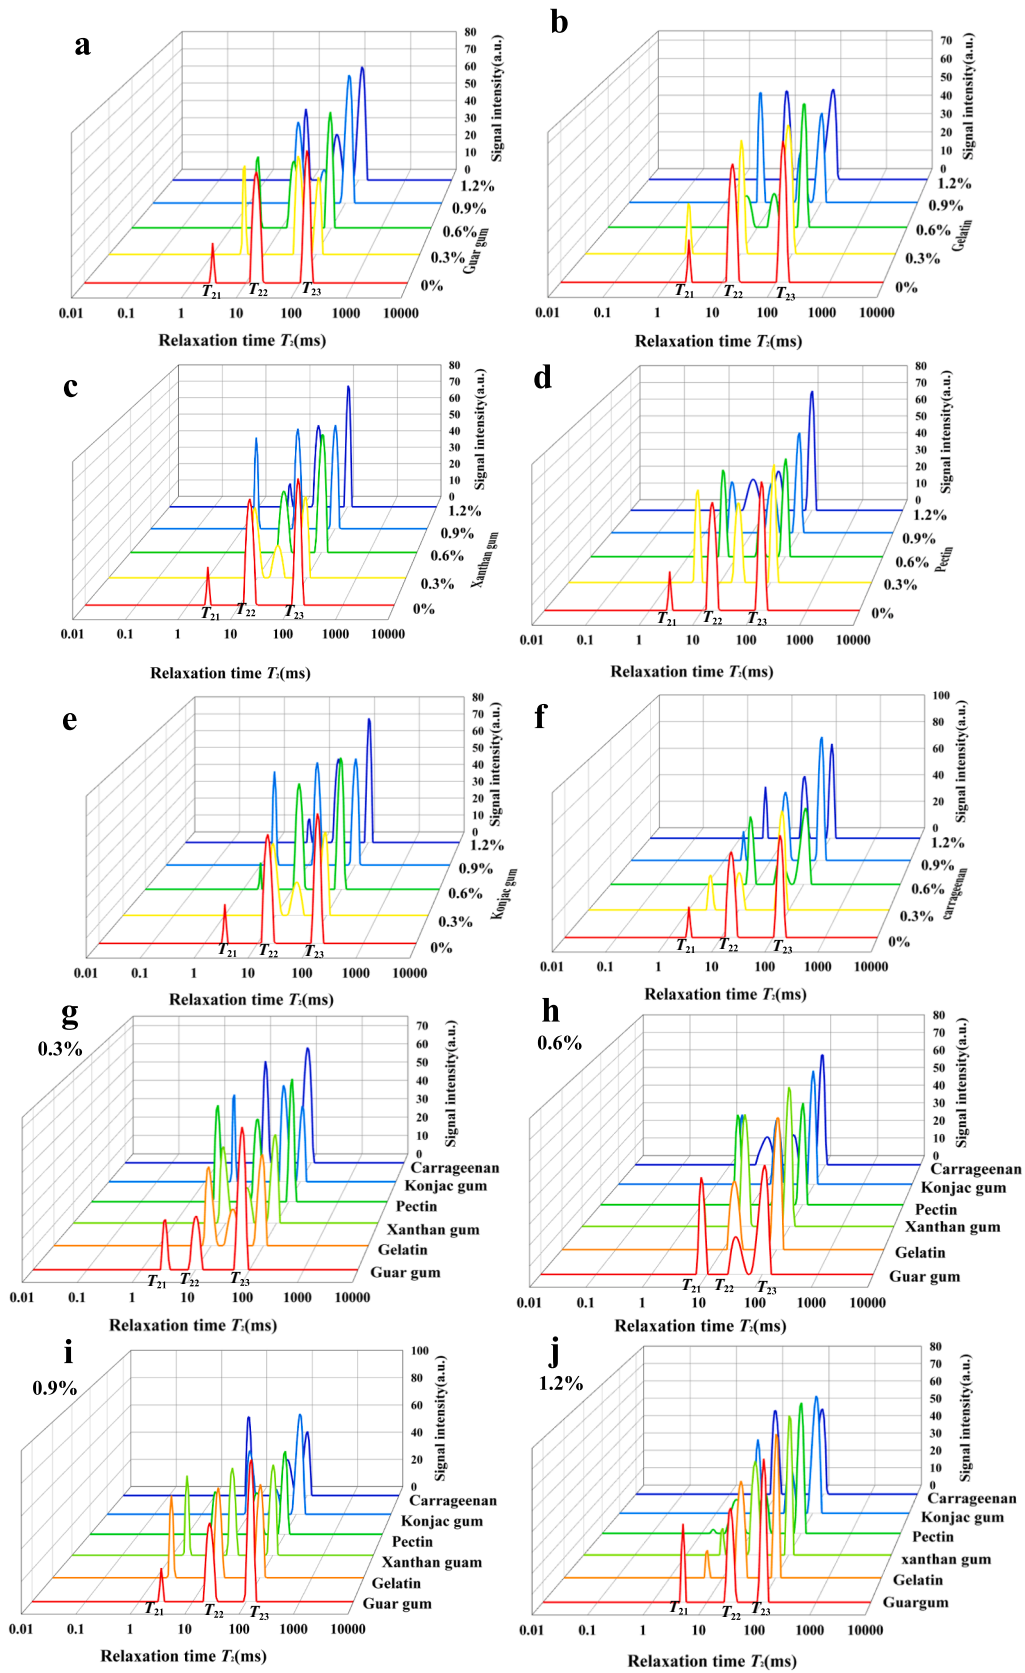 a
80
70
60
50
40
30
20
10
0
Signal intensity(a.u.)
1.2%
0.9%
0.6%
0.3%
0%
Guar gum
T21 T22 T23
0.01 0.1 1 10 100 1000 10000
Relaxation time T2(ms)
b
70
60
50
40
30
20
10
0
Signal intensity(a.u.)
1.2%
0.9%
0.6%
0.3%
0%
Gelatin
T21 T22 T23
0.01 0.1 1 10 100 1000 10000
Relaxation time T2(ms)
c
80
70
60
50
40
30
20
10
0
Signal intensity(a.u.)
1.2%
0.9%
0.6%
0.3%
0%
Xanthan gum
T21 T22 T23
0.01 0.1 1 10 100 1000 10000
Relaxation time T2(ms)
d
80
70
60
50
40
30
20
10
0
Signal intensity(a.u.)
1.2%
0.9%
0.6%
0.3%
0%
Pectin
T21 T22 T23
0.01 0.1 1 10 100 1000 10000
Relaxation time T2(ms)
e
80
70
60
50
40
30
20
10
0
Signal intensity(a.u.)
1.2%
0.9%
0.6%
0.3%
0%
Konjac gum
T21 T22 T23
0.01 0.1 1 10 100 1000 10000
Relaxation time T2(ms)
f
100
80
60
40
20
0
Signal intensity(a.u.)
1.2%
0.9%
0.6%
0.3%
0%
carrageenan
T21 T22 T23
0.01 0.1 1 10 100 1000 10000
Relaxation time T2(ms)
g
0.3%
70
60
50
40
30
20
10
0
Signal intensity(a.u.)
Carrageenan
Konjac gum
Pectin
Xanthan gum
Gelatin
Guar gum
T21 T22 T23
0.01 0.1 1 10 100 1000 10000
Relaxation time T2(ms)
h
0.6%
80
70
60
50
40
30
20
10
0
Signal intensity(a.u.)
Carrageenan
Konjac gum
Pectin
Xanthan gum
Gelatin
Guar gum
T21 T22 T23
0.01 0.1 1 10 100 1000 10000
Relaxation time T2(ms)
i
0.9%
100
80
60
40
20
0
Signal intensity(a.u.)
Carrageenan
Konjac gum
Pectin
Xanthan guam
Gelatin
Guar gum
T21 T22 T23
0.01 0.1 1 10 100 1000 10000
Relaxation time T2(ms)
j
1.2%
80
70
60
50
40
30
20
10
0
Signal intensity(a.u.)
Carrageenan
Konjac gum
Pectin
xanthan gum
Gelatin
Guargum
T21 T22 T23
0.01 0.1 1 10 100 1000 10000
Relaxation time T2(ms)